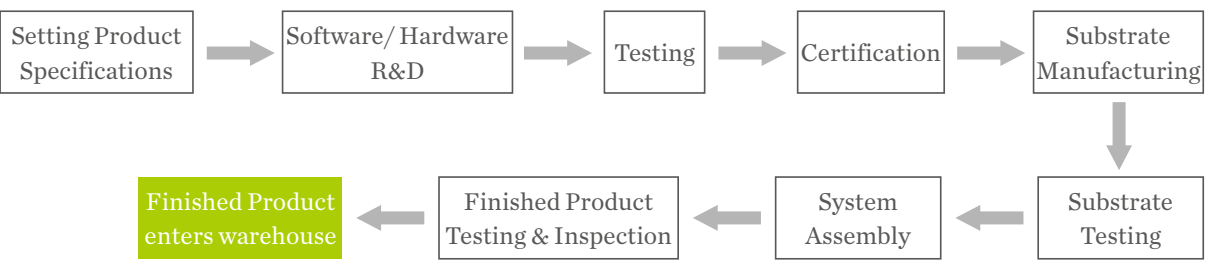 Setting Product
Specifications
Software/ Hardware
R&D
Testing
Certification
Substrate
Manufacturing
Substrate
Testing
System
Assembly
Finished Product
Testing & Inspection
Finished Product
enters warehouse